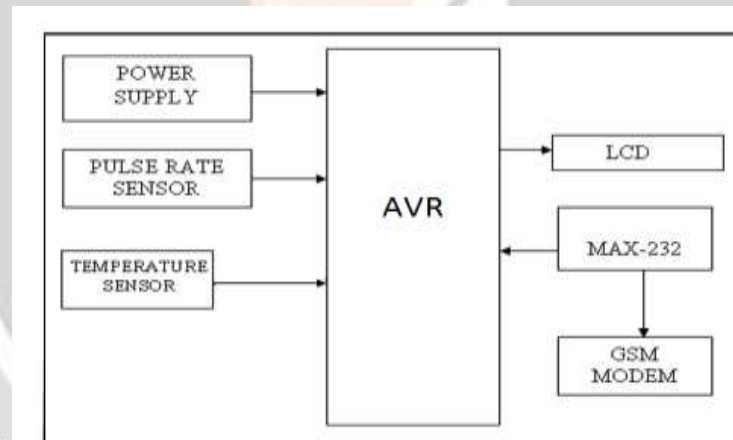 POWER
SUPPLY
PULSE RATE
SENSOR
TEMPERATURE
SENSOR
AVR
LCD
MAX-232
GSM
MODEM